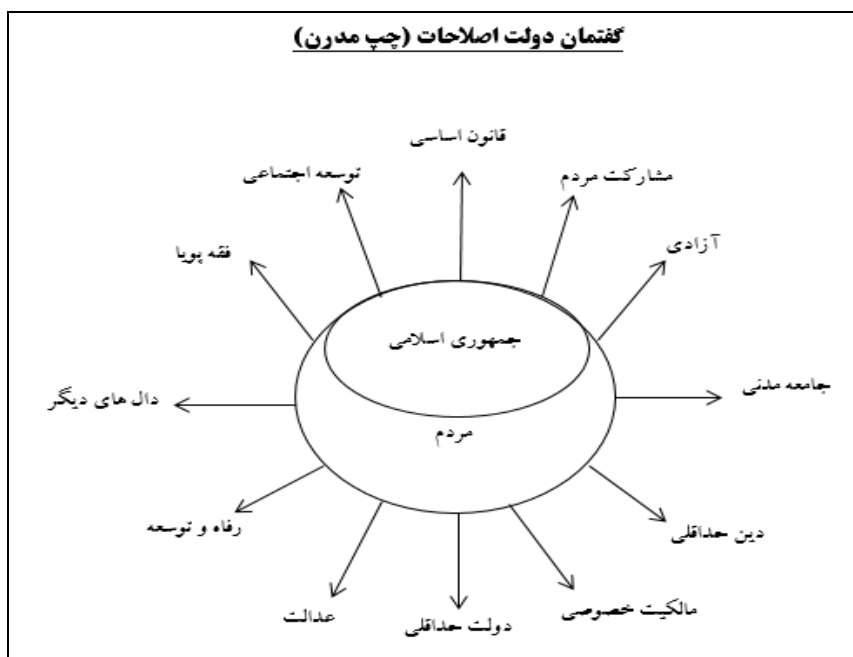 گفتمان دولت اصلاحات (چپ مدرن)
قانون اساسی
مشارکت مردم
توسعه اجتماعی
آزادی
فقه پویا
جمهوری اسلامی
جامعه مدنی
دال های دیگر
مردم
دین حداقلی
رفاه و توسعه
مالکیت خصوصی
دولت حداقلی
عدالت